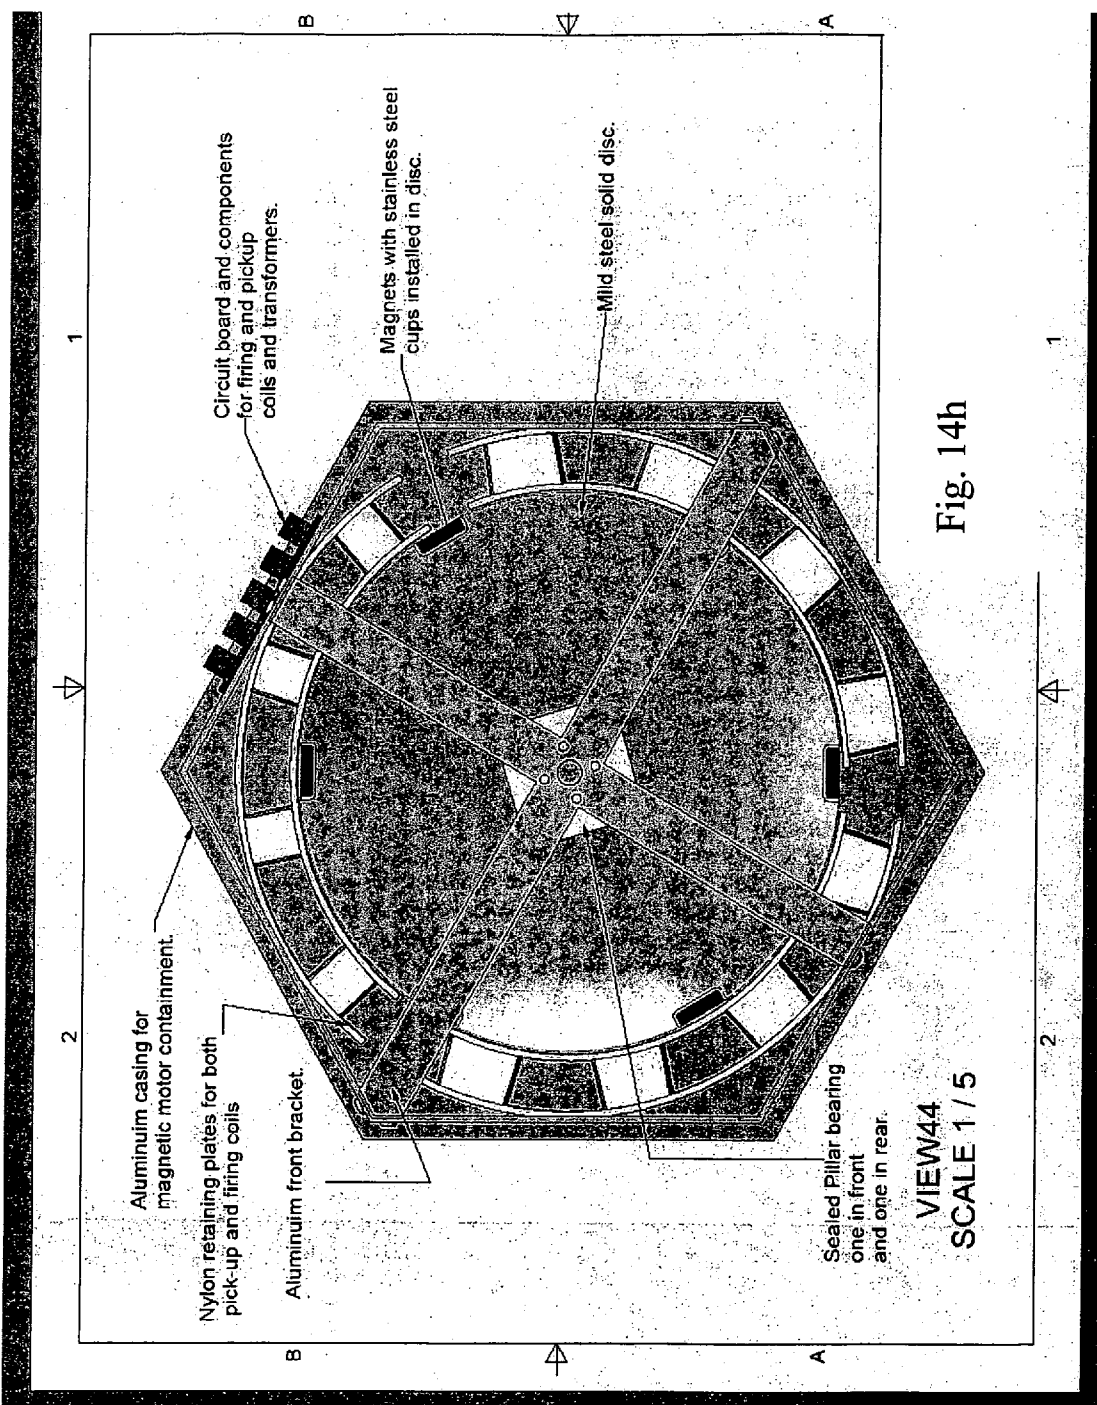 2
1
B
B
A
A
Circuit board and components
for firing and pickup
coils and transformers.
Magnets with stainless steel
cups installed in disc.
Mild steel solid disc.
Aluminuim casing for
magnetic motor containment.
Nylon retaining plates for both
pick-up and firing coils
Aluminuim front bracket.
Sealed Pillar bearing
one in front
and one in rear.
VIEW44
SCALE 1 / 5
Fig. 14h
2
1